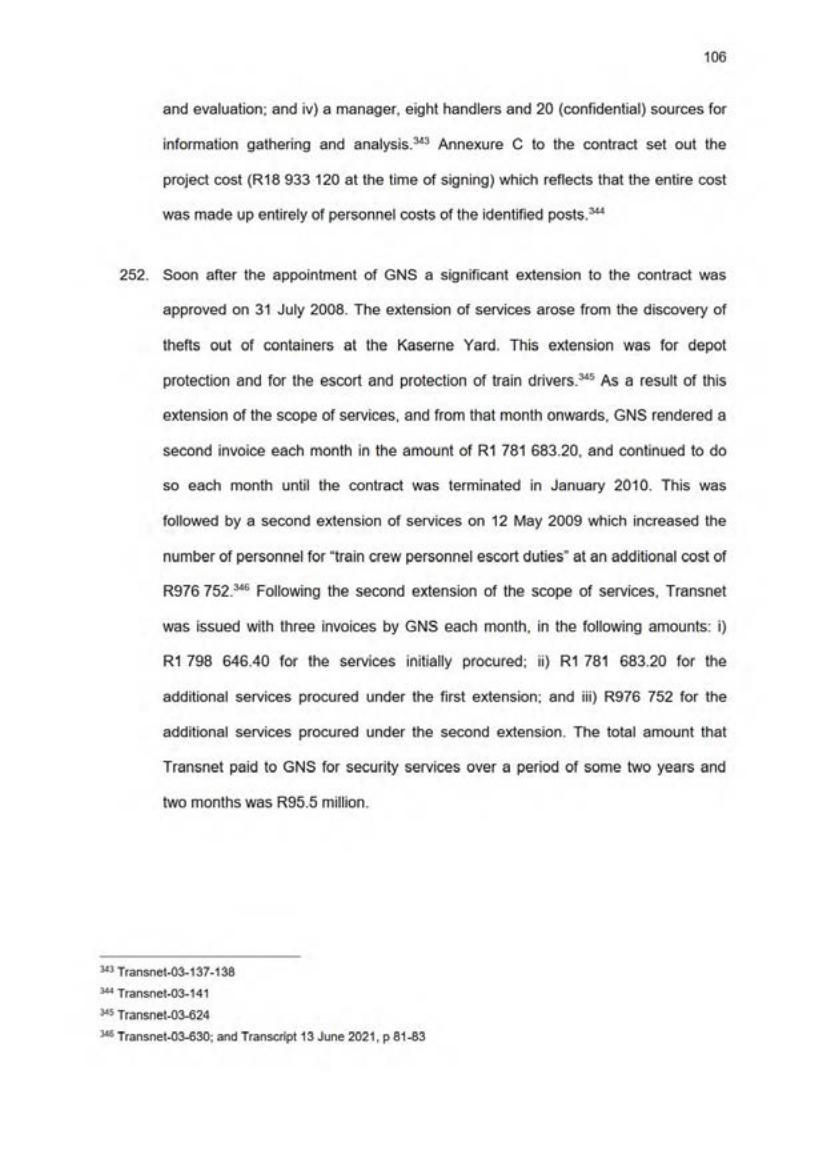 106
and evaluation; and iv) a manager, eight handlers and 20 (confidential) sources for
information gathering and analysis.343 Annexure C to the contract set out the
project cost (R18 933 120 at the time of signing) which reflects that the entire cost
was made up entirely of personnel costs of the identified posts.344
252. Soon after the appointment of GNS a significant extension to the contract was
approved on 31 July 2008. The extension of services arose from the discovery of
thefts out of containers at the Kaserne Yard. This extension was for depot
protection and for the escort and protection of train drivers.345 As a result of this
extension of the scope of services, and from that month onwards, GNS rendered a
second invoice each month in the amount of R1 781 683.20, and continued to do
so each month until the contract was terminated in January 2010. This was
followed by a second extension of services on 12 May 2009 which increased the
number of personnel for “train crew personnel escort duties” at an additional cost of
R976 752.346 Following the second extension of the scope of services, Transnet
was issued with three invoices by GNS each month, in the following amounts: i)
R1 798 646.40 for the services initially procured; ii) R1 781 683.20 for the
additional services procured under the first extension; and iii) R976 752 for the
additional services procured under the second extension. The total amount that
Transnet paid to GNS for security services over a period of some two years and
two months was R95.5 million.
343 Transnet-03-137-138
344 Transnet-03-141
345 Transnet-03-624
346 Transnet-03-630; and Transcript 13 June 2021, p 81-83